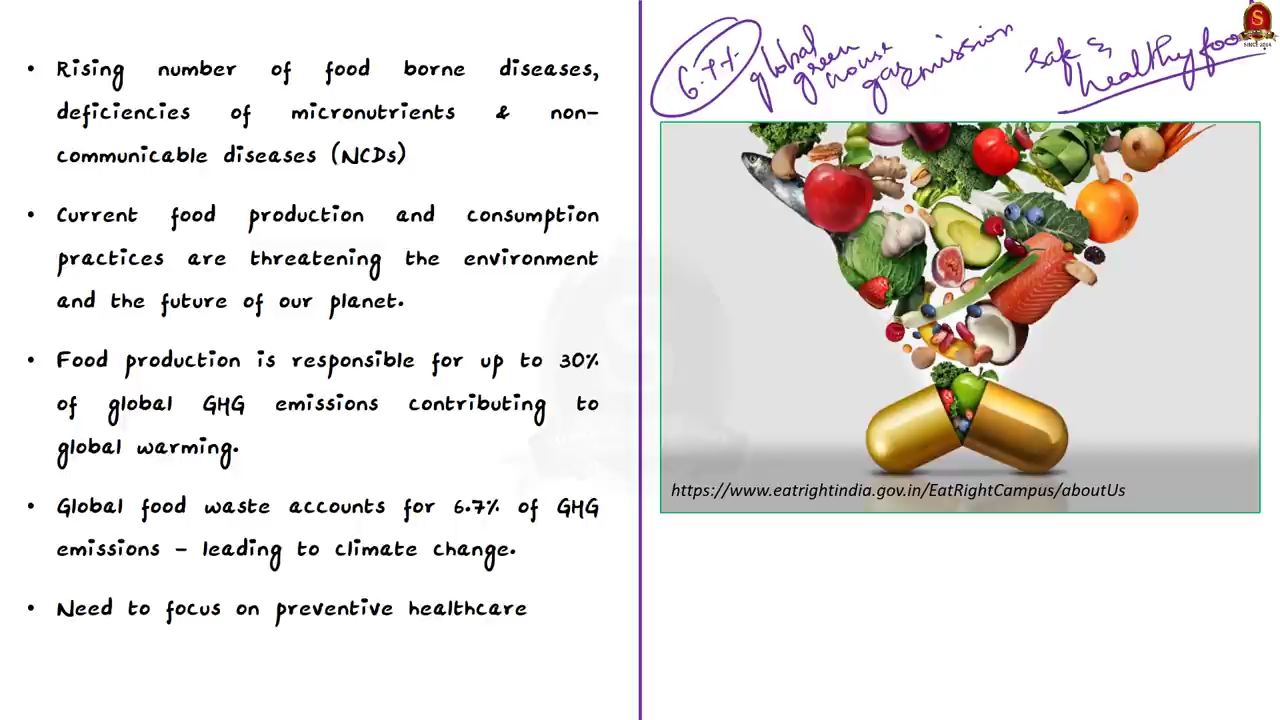 • Rising number of food borne diseases,
deficiencies of micronutrients & non-
communicable diseases (NCDs)
• Current food production and consumption
practices are threatening the environment
and the future of our planet.
• Food production is responsible for up to 30%
of global GHG emissions contributing to
global warming.
• Global food waste accounts for 6.7% of GHG
emissions – leading to climate change.
• Need to focus on preventive healthcare
global
green
house
gas emission
safe &
healthy food
S
SINCE 2014
https://www.eatrightindia.gov.in/EatRightCampus/aboutUs